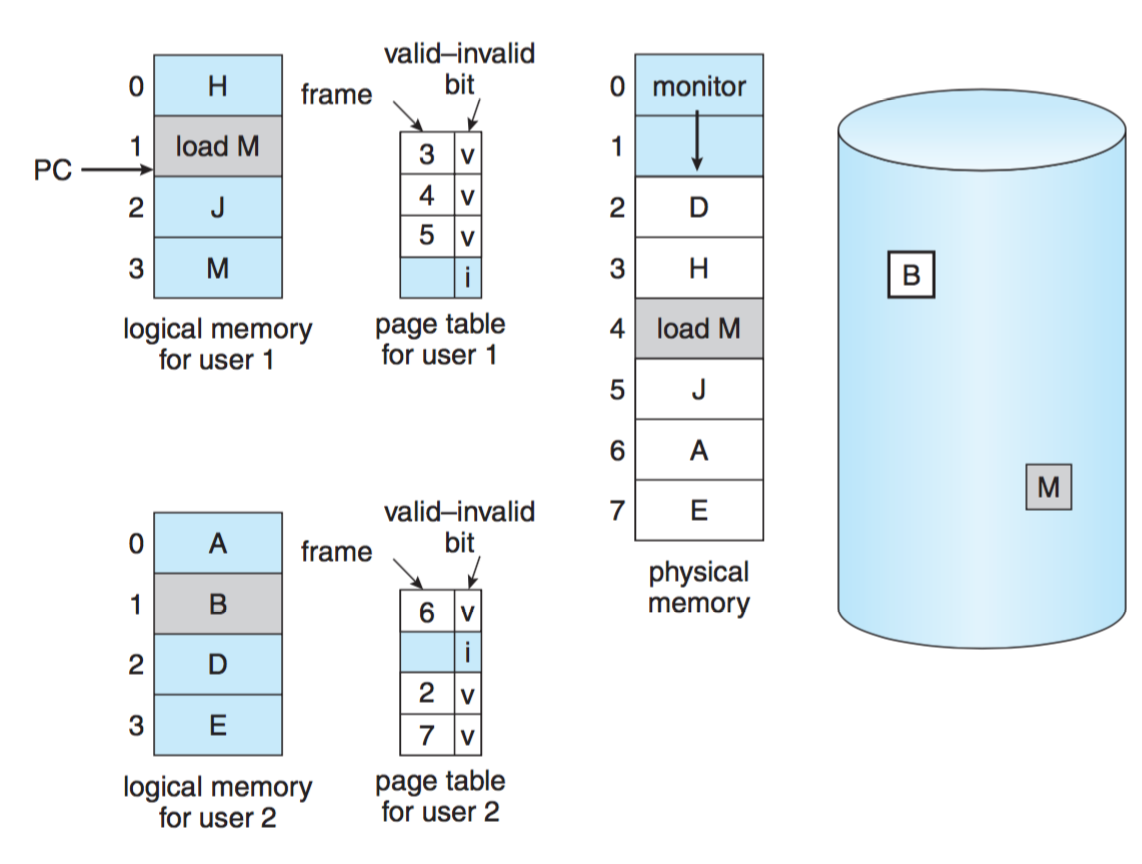 0 H
1 load M
PC
2 J
3 M
logical memory
for user 1
valid–invalid
bit
frame
3 v
4 v
5 v
i
page table
for user 1
0 A
1 B
2 D
3 E
logical memory
for user 2
valid–invalid
bit
frame
6 v
i
2 v
7 v
page table
for user 2
0 monitor
1
2 D
3 H
4 load M
5 J
6 A
7 E
physical
memory
B
M